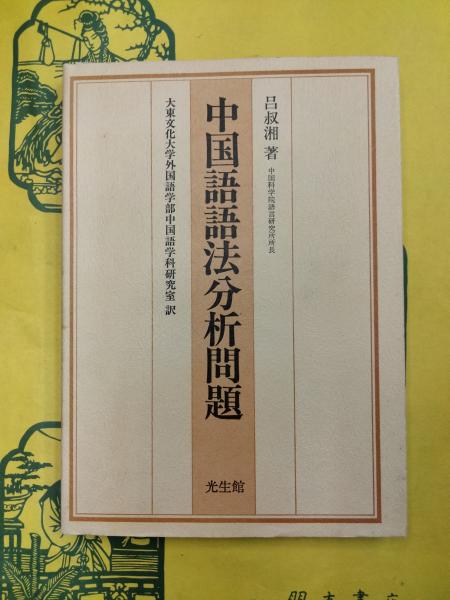 吕叔湘 著
中国科学院語言研究所所長
中国語語法分析問題
大東文化大学外国語学部中国語学科研究室 訳
光生館